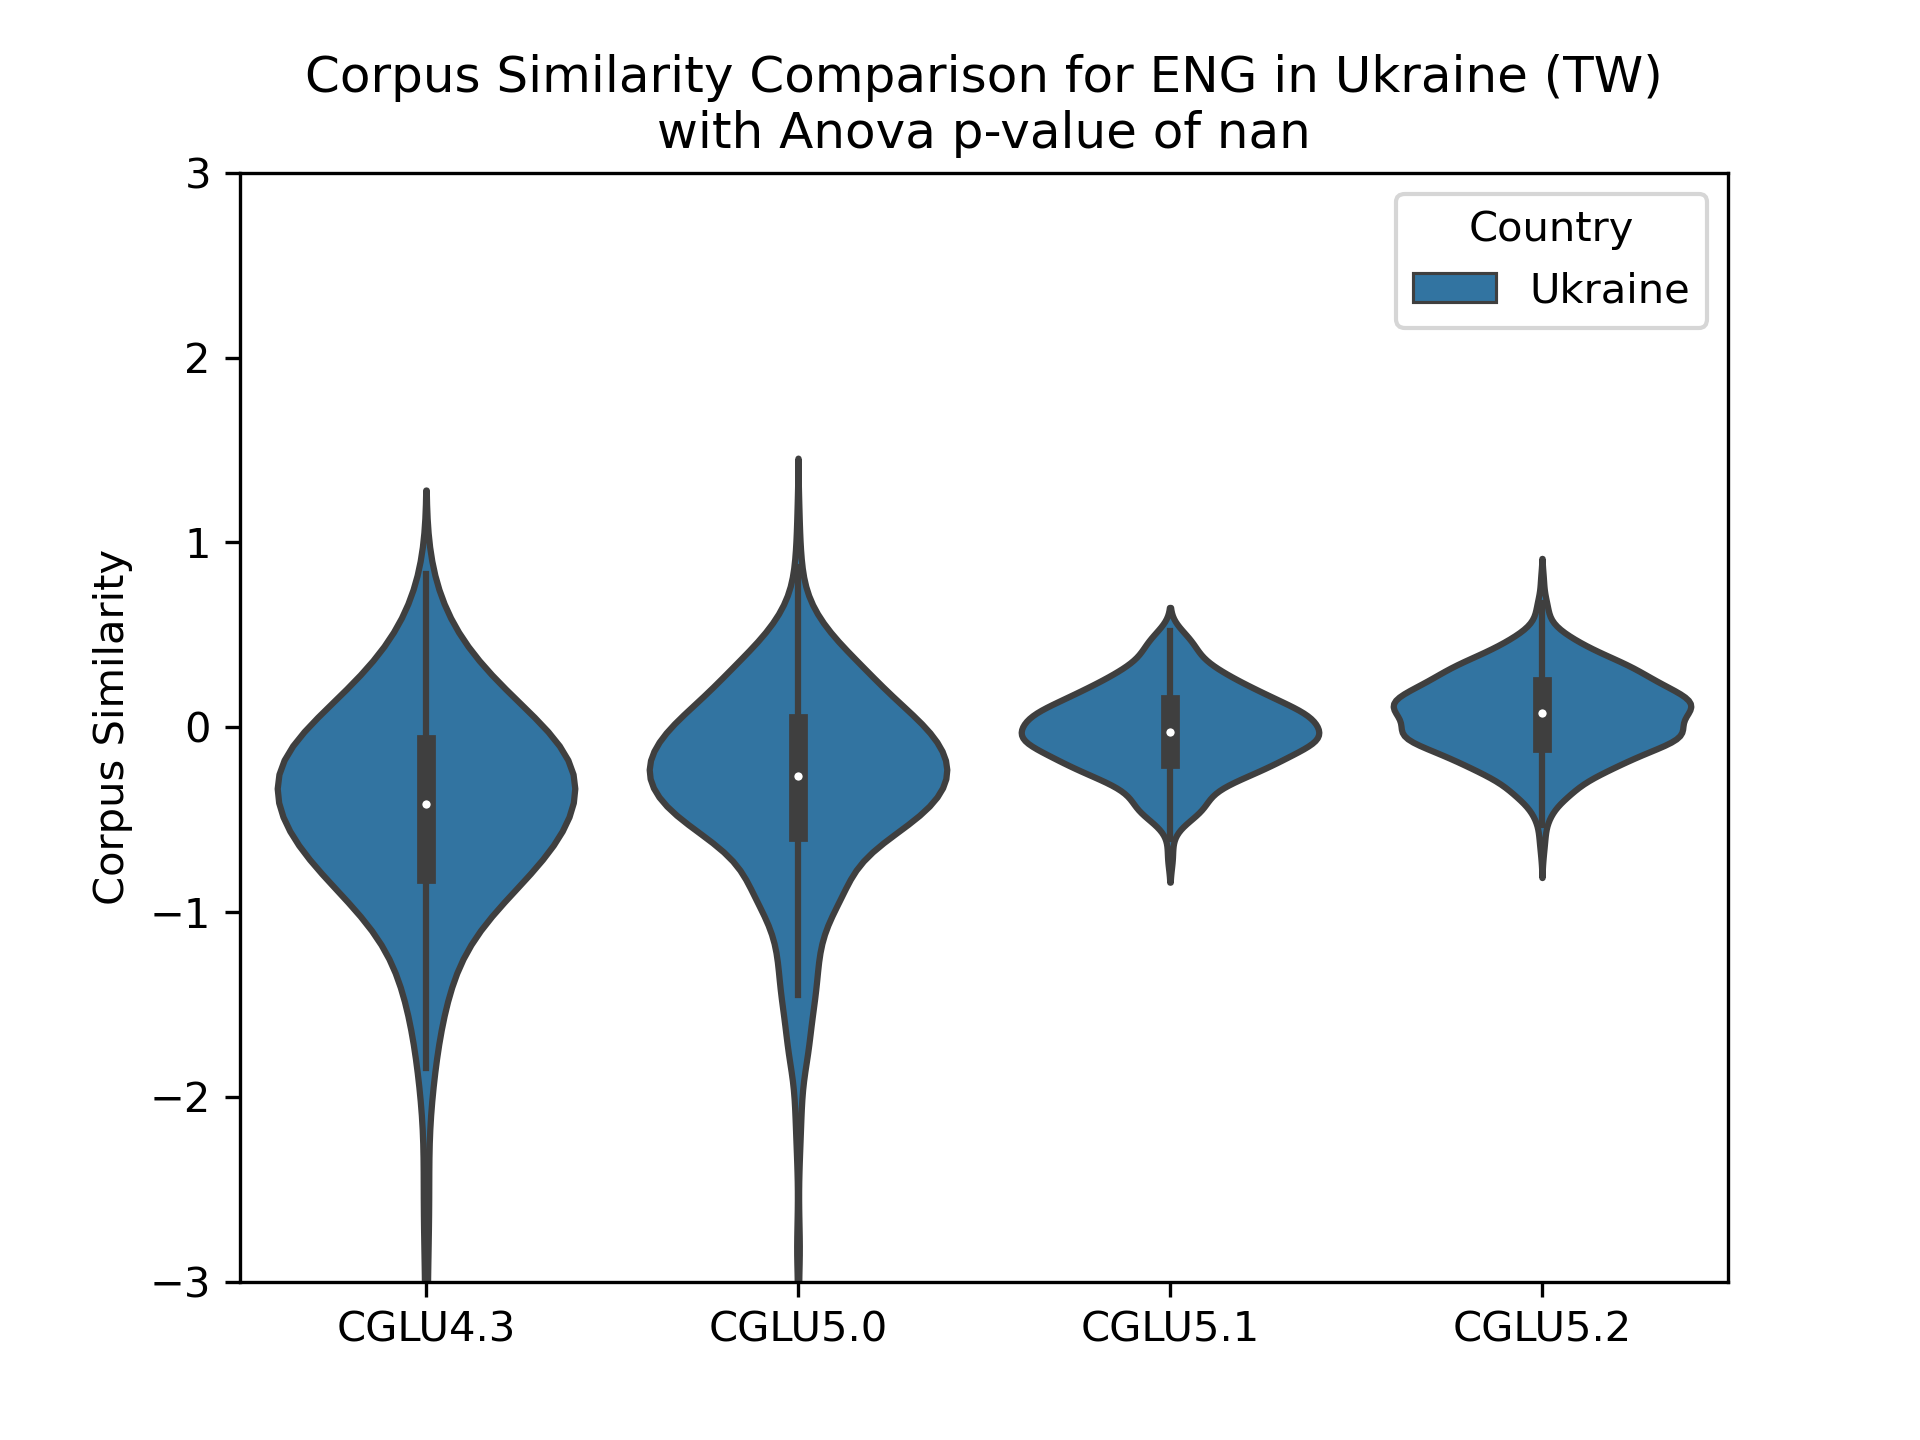 Corpus Similarity Comparison for ENG in Ukraine (TW)
with Anova p-value of nan
Country
Ukraine
Corpus Similarity
3
2
1
0
−1
−2
−3
CGLU4.3
CGLU5.0
CGLU5.1
CGLU5.2